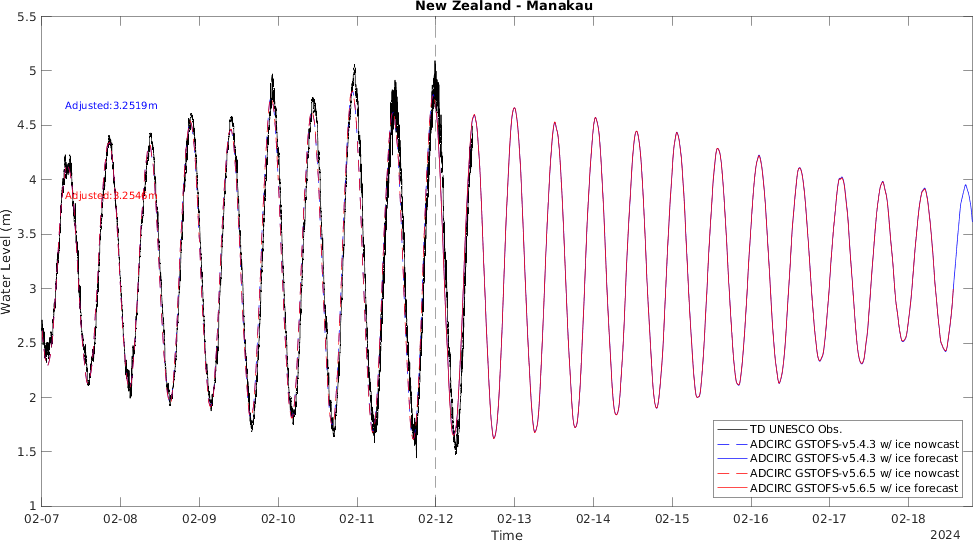 New Zealand - Manakau
5.5
5
4.5
4
3.5
3
2.5
2
1.5
1
Water Level (m)
Adjusted:3.2519m
Adjusted:3.2546m
TD UNESCO Obs.
ADCIRC GSTOFS-v5.4.3 w/ ice nowcast
ADCIRC GSTOFS-v5.4.3 w/ ice forecast
ADCIRC GSTOFS-v5.6.5 w/ ice nowcast
ADCIRC GSTOFS-v5.6.5 w/ ice forecast
02-07 02-08 02-09 02-10 02-11 02-12 02-13 02-14 02-15 02-16 02-17 02-18
Time
2024